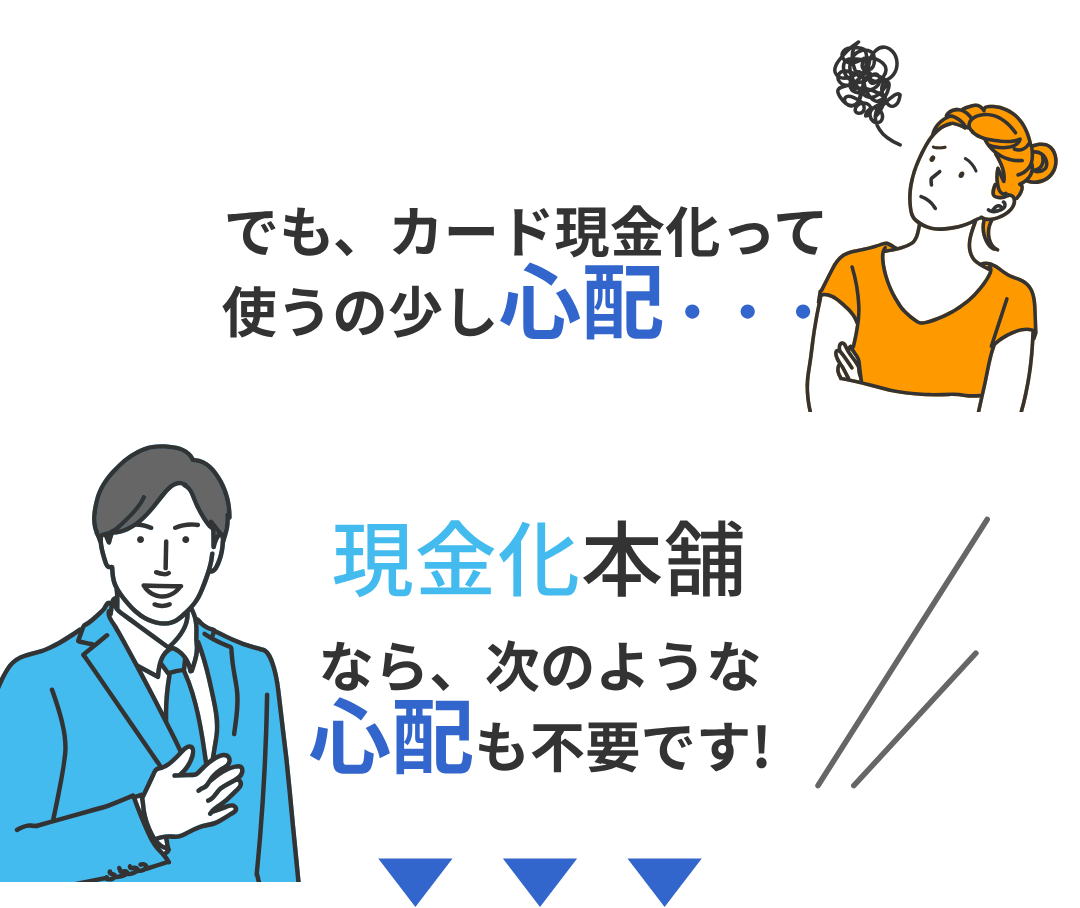 でも、カード現金化って
使うの少し心配・・・
現金化本舗
なら、次のような
心配も不要です!